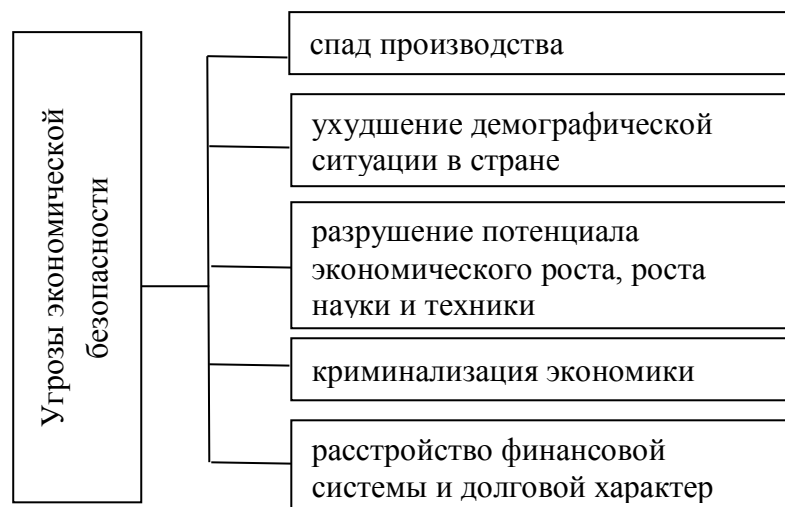 Угрозы экономической
безопасности
спад производства
ухудшение демографической
ситуации в стране
разрушение потенциала
экономического роста, роста
науки и техники
криминализация экономики
расстройство финансовой
системы и долговой характер